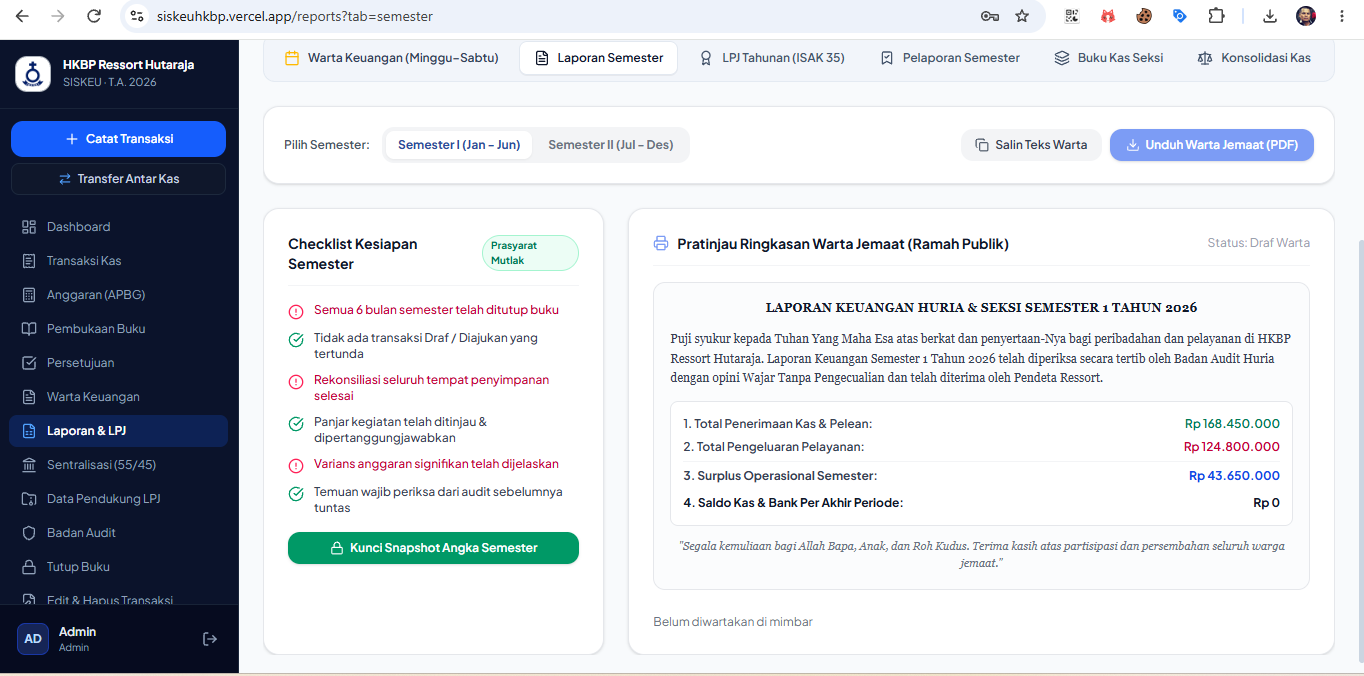 siskeuhkbp.vercel.app/reports?tab=semester
HKBP Ressort Hutaraja
SISKEU · T.A. 2026
+ Catat Transaksi
Transfer Antar Kas
Dashboard
Transaksi Kas
Anggaran (APBG)
Pembukaan Buku
Persetujuan
Warta Keuangan
Laporan & LPJ
Sentralisasi (55/45)
Data Pendukung LPJ
Badan Audit
Tutup Buku
Edit & Hapus Transaksi
AD
Admin
Admin
Warta Keuangan (Minggu–Sabtu)
Laporan Semester
LPJ Tahunan (ISAK 35)
Pelaporan Semester
Buku Kas Seksi
Konsolidasi Kas
Pilih Semester:
Semester I (Jan – Jun)
Semester II (Jul – Des)
Salin Teks Warta
Unduh Warta Jemaat (PDF)
Checklist Kesiapan
Semester
Prasyarat
Mutlak
Semua 6 bulan semester telah ditutup buku
Tidak ada transaksi Draf / Diajukan yang
tertunda
Rekonsiliasi seluruh tempat penyimpanan
selesai
Panjar kegiatan telah ditinjau &
dipertanggungjawabkan
Varians anggaran signifikan telah dijelaskan
Temuan wajib periksa dari audit sebelumnya
tuntas
Kunci Snapshot Angka Semester
Pratinjau Ringkasan Warta Jemaat (Ramah Publik)
Status: Draf Warta
LAPORAN KEUANGAN HURIA & SEKSI SEMESTER 1 TAHUN 2026
Puji syukur kepada Tuhan Yang Maha Esa atas berkat dan penyertaan-Nya bagi peribadahan dan pelayanan di HKBP
Ressort Hutaraja. Laporan Keuangan Semester 1 Tahun 2026 telah diperiksa secara tertib oleh Badan Audit Huria
dengan opini Wajar Tanpa Pengecualian dan telah diterima oleh Pendeta Ressort.
1. Total Penerimaan Kas & Pelean: Rp 168.450.000
2. Total Pengeluaran Pelayanan: Rp 124.800.000
3. Surplus Operasional Semester: Rp 43.650.000
4. Saldo Kas & Bank Per Akhir Periode: Rp 0
"Segala kemuliaan bagi Allah Bapa, Anak, dan Roh Kudus. Terima kasih atas partisipasi dan persembahan seluruh warga
jemaat."
Belum diwartakan di mimbar